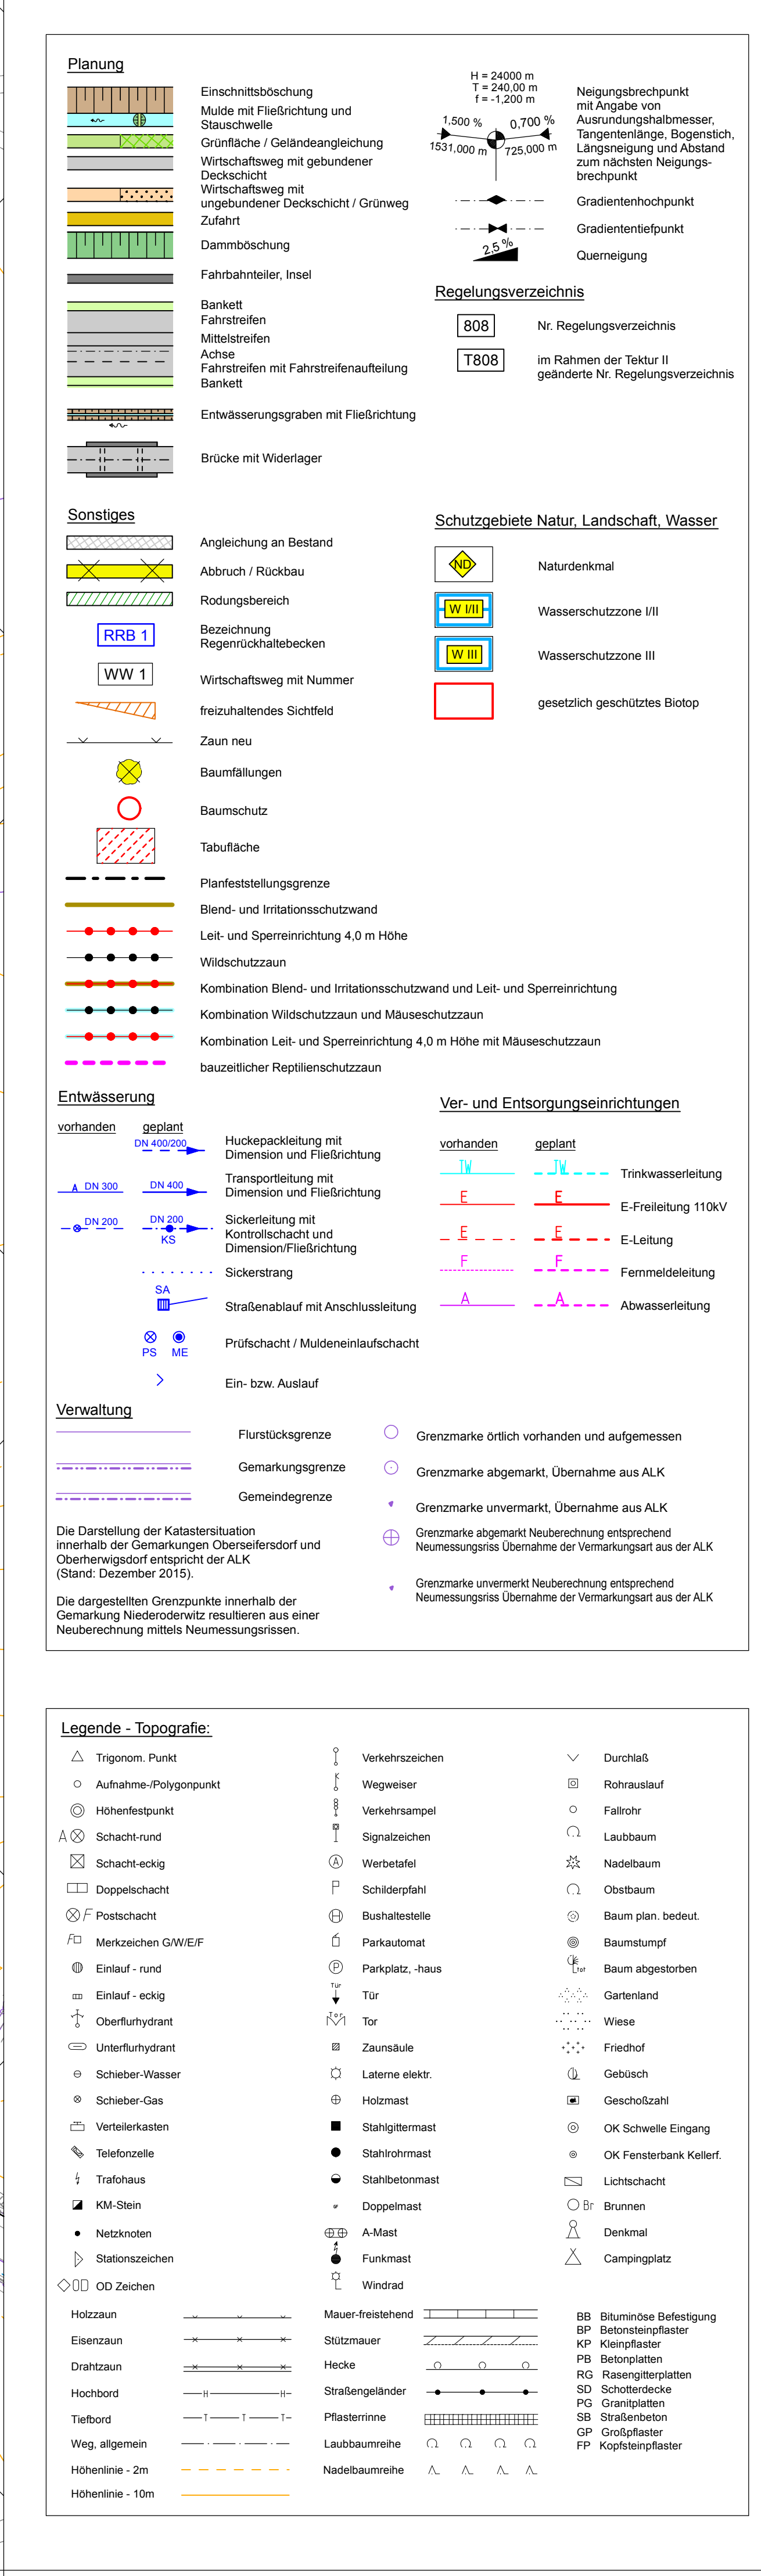 Planung
Einschnittsböschung
Mulde mit Fließrichtung und
Stauschwelle
Grünfläche / Geländeangleichung
Wirtschaftsweg mit gebundener
Deckschicht
Wirtschaftsweg mit
ungebundener Deckschicht / Grünweg
Zufahrt
Dammböschung
Fahrbahnteiler, Insel
Bankett
Fahrstreifen
Mittelstreifen
Achse
Fahrstreifen mit Fahrstreifenaufteilung
Bankett
Entwässerungsgraben mit Fließrichtung
Brücke mit Widerlager
H = 24000 m
T = 240,00 m
f = -1,200 m
1,500 %
0,700 %
1531,000 m
725,000 m
Neigungsbrechpunkt
mit Angabe von
Ausrundungshalbmesser,
Tangentenlänge, Bogenstich,
Längsneigung und Abstand
zum nächsten Neigungs-
brechpunkt
Gradientenhochpunkt
Gradiententiefpunkt
2,5 %
Querneigung
Regelungsverzeichnis
808
Nr. Regelungsverzeichnis
T808
im Rahmen der Tektur II
geänderte Nr. Regelungsverzeichnis
Sonstiges
Angleichung an Bestand
Abbruch / Rückbau
Rodungsbereich
RRB 1
Bezeichnung
Regenrückhaltebecken
WW 1
Wirtschaftsweg mit Nummer
freizuhaltendes Sichtfeld
Zaun neu
Baumfällungen
Baumschutz
Tabufläche
Planfeststellungsgrenze
Blend- und Irritationsschutzwand
Leit- und Sperreinrichtung 4,0 m Höhe
Wildschutzzaun
Kombination Blend- und Irritationsschutzwand und Leit- und Sperreinrichtung
Kombination Wildschutzzaun und Mäuseschutzzaun
Kombination Leit- und Sperreinrichtung 4,0 m Höhe mit Mäuseschutzzaun
bauzeitlicher Reptilienschutzzaun
Schutzgebiete Natur, Landschaft, Wasser
ND
Naturdenkmal
W I/II
Wasserschutzzone I/II
W III
Wasserschutzzone III
gesetzlich geschütztes Biotop
Entwässerung
vorhanden
geplant
DN 400/200
Huckepackleitung mit
Dimension und Fließrichtung
A DN 300
DN 400
Transportleitung mit
Dimension und Fließrichtung
DN 200
DN 200
KS
Sickerleitung mit
Kontrollschacht und
Dimension/Fließrichtung
Sickerstrang
SA
Straßenablauf mit Anschlussleitung
PS
ME
Prüfschacht / Muldeneinlaufschacht
Ein- bzw. Auslauf
Ver- und Entsorgungseinrichtungen
vorhanden
geplant
TW
TW
Trinkwasserleitung
E
E
E-Freileitung 110kV
E
E
E-Leitung
F
F
Fernmeldeleitung
A
A
Abwasserleitung
Verwaltung
Flurstücksgrenze
Gemarkungsgrenze
Gemeindegrenze
Die Darstellung der Katastersituation
innerhalb der Gemarkungen Oberseifersdorf und
Oberherwigsdorf entspricht der ALK
(Stand: Dezember 2015).
Die dargestellten Grenzpunkte innerhalb der
Gemarkung Niederoderwitz resultieren aus einer
Neuberechnung mittels Neumessungsrissen.
Grenzmarke örtlich vorhanden und aufgemessen
Grenzmarke abgemarkt, Übernahme aus ALK
Grenzmarke unvermarkt, Übernahme aus ALK
Grenzmarke abgemarkt Neuberechnung entsprechend
Neumessungsriss Übernahme der Vermarkungsart aus der ALK
Grenzmarke unvermerkt Neuberechnung entsprechend
Neumessungsriss Übernahme der Vermarkungsart aus der ALK
Legende - Topografie:
Trigonom. Punkt
Aufnahme-/Polygonpunkt
Höhenfestpunkt
A
Schacht-rund
Schacht-eckig
Doppelschacht
F
Postschacht
F
Merkzeichen G/W/E/F
Einlauf - rund
Einlauf - eckig
Oberflurhydrant
Unterflurhydrant
Schieber-Wasser
Schieber-Gas
Verteilerkasten
Telefonzelle
Trafohaus
KM-Stein
Netzknoten
Stationszeichen
OD Zeichen
Verkehrszeichen
K
Wegweiser
Verkehrsampel
Signalzeichen
A
Werbetafel
Schilderpfahl
H
Bushaltestelle
Parkautomat
P
Parkplatz, -haus
Tür
Tür
Tor
Tor
Zaunsäule
Laterne elektr.
Holzmast
Stahlgittermast
Stahlrohrmast
Stahlbetonmast
Doppelmast
A-Mast
Funkmast
Windrad
Durchlaß
Rohrauslauf
Fallrohr
Laubbaum
Nadelbaum
Obstbaum
Baum plan. bedeut.
Baumstumpf
tot
Baum abgestorben
Gartenland
Wiese
Friedhof
Gebüsch
Geschoßzahl
OK Schwelle Eingang
OK Fensterbank Kellerf.
Lichtschacht
Br
Brunnen
Denkmal
Campingplatz
Holzzaun
Eisenzaun
Drahtzaun
Hochbord
H
H
Tiefbord
T
T
T
Weg, allgemein
Höhenlinie - 2m
Höhenlinie - 10m
Mauer-freistehend
Stützmauer
Hecke
Straßengeländer
Pflasterrinne
Laubbaumreihe
Nadelbaumreihe
BB Bituminöse Befestigung
BP Betonsteinpflaster
KP Kleinpflaster
PB Betonplatten
RG Rasengitterplatten
SD Schotterdecke
PG Granitplatten
SB Straßenbeton
GP Großpflaster
FP Kopfsteinpflaster